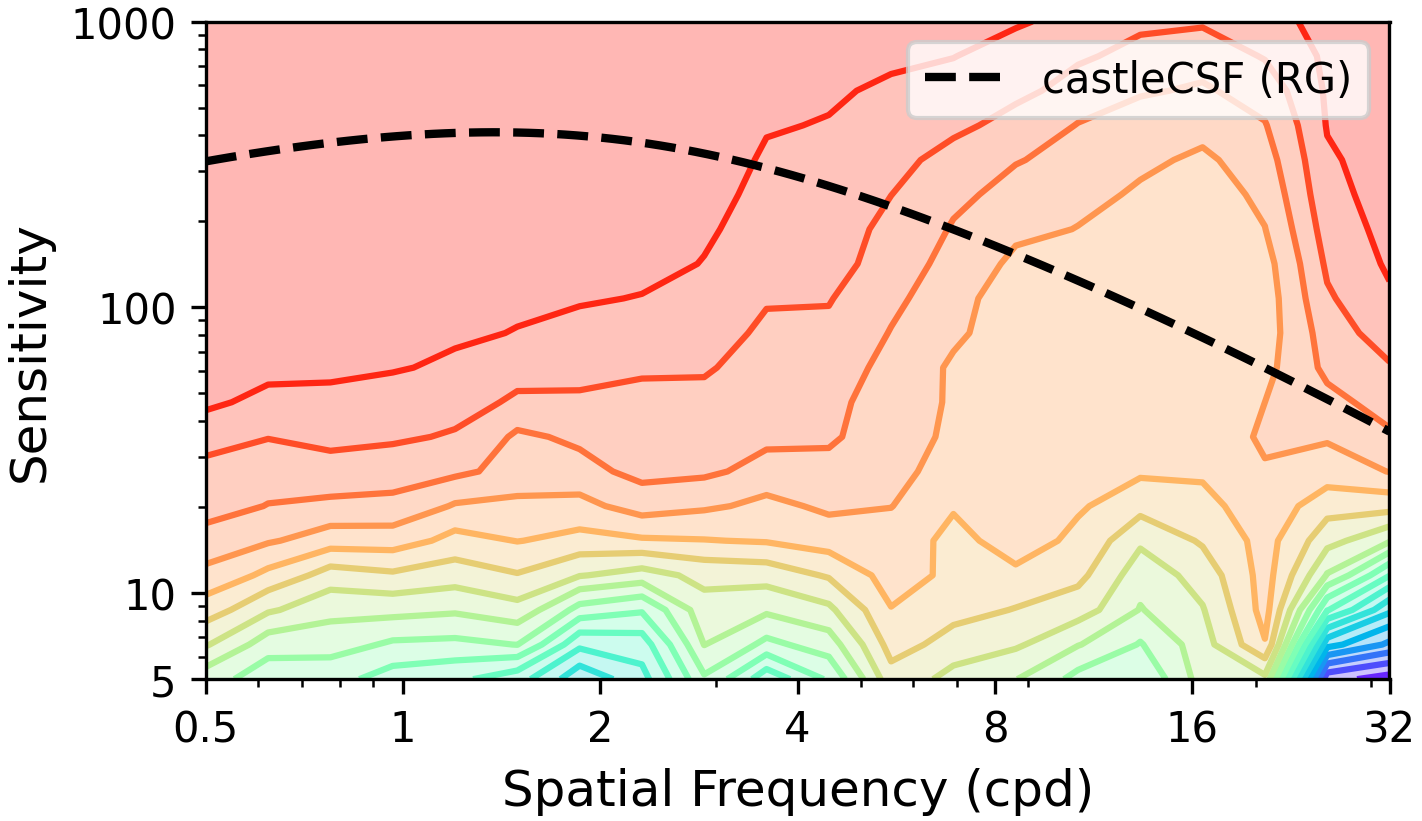 1000
castleCSF (RG)
Sensitivity
100
10
5
0.5 1 2 4 8 16 32
Spatial Frequency (cpd)